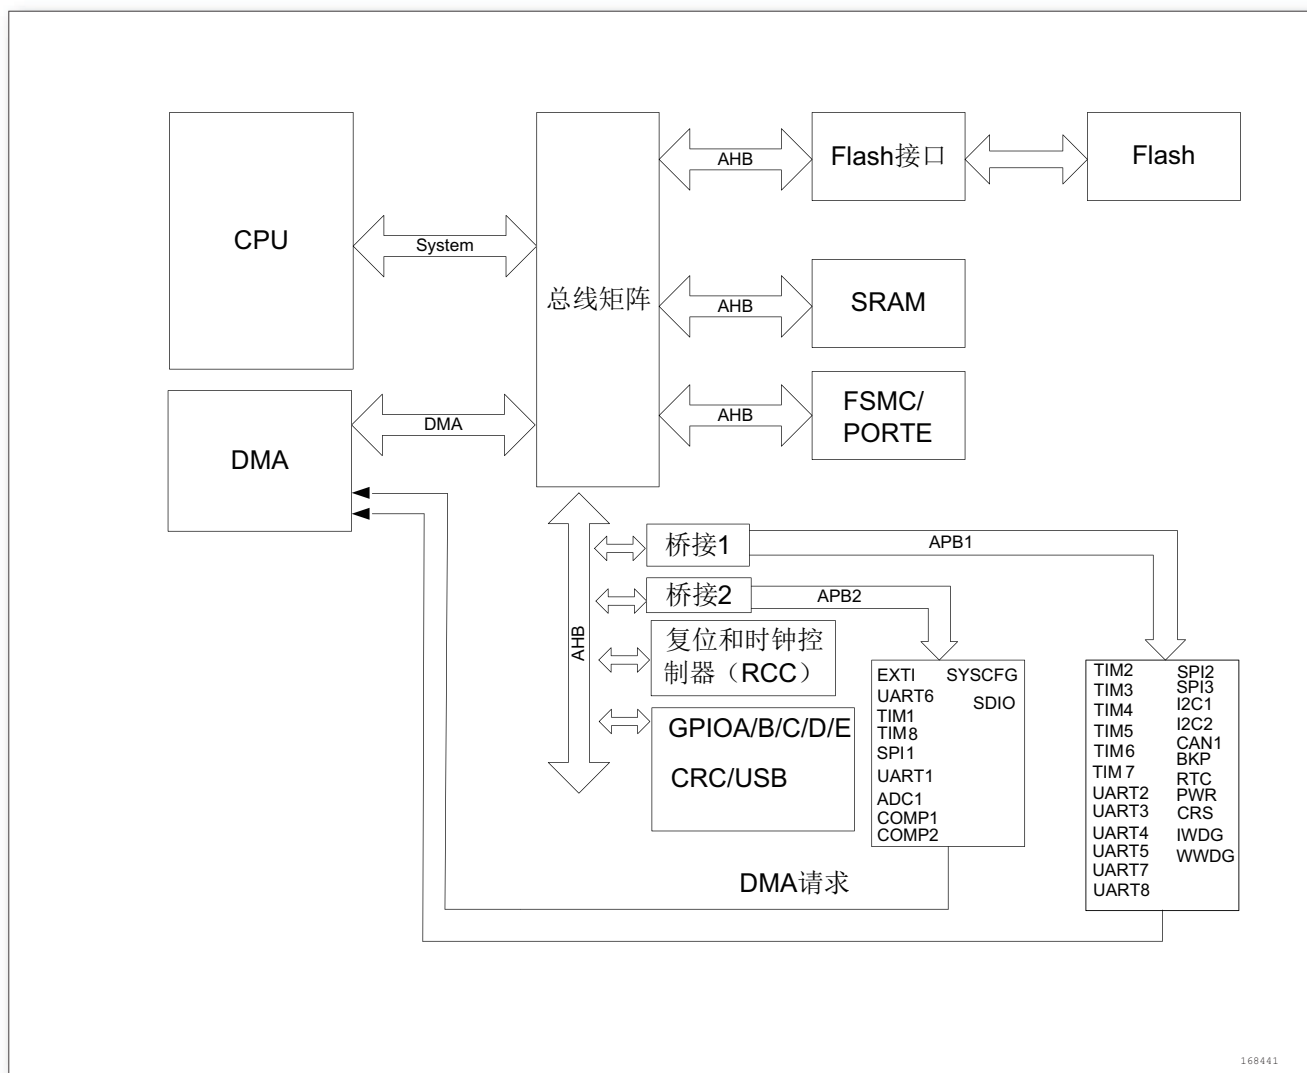 CPU
System
总线矩阵
AHB
Flash接口
Flash
AHB
SRAM
AHB
FSMC/
PORTE
DMA
DMA
AHB
桥接1
APB1
桥接2
APB2
复位和时钟控
制器（RCC）
GPIOA/B/C/D/E
CRC/USB
EXTI
UART6
TIM1
TIM8
SPI1
UART1
ADC1
COMP1
COMP2
SYSCFG
SDIO
TIM2
TIM3
TIM4
TIM5
TIM6
TIM7
UART2
UART3
UART4
UART5
UART7
UART8
SPI2
SPI3
I2C1
I2C2
CAN1
BKP
RTC
PWR
CRS
IWDG
WWDG
DMA请求
168441